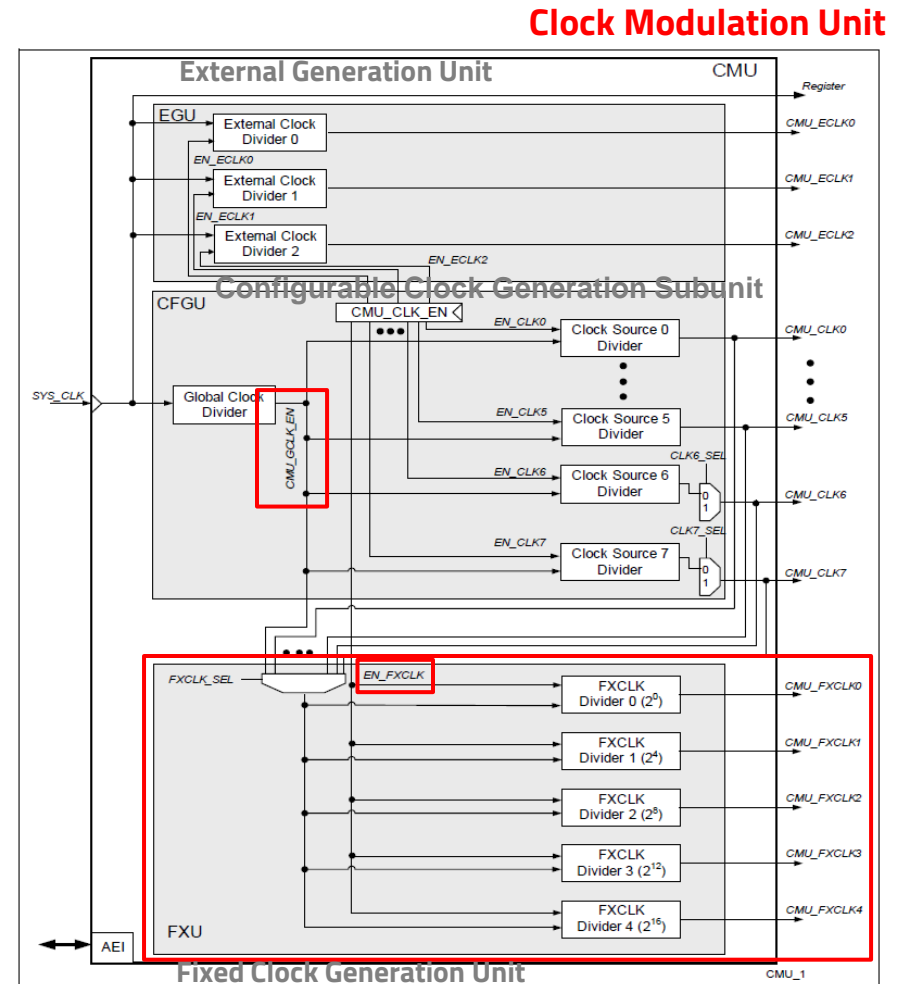 Clock Modulation Unit
External Generation Unit
CMU
Register
EGU
External Clock
Divider 0
CMU_ECLK0
EN_ECLK0
External Clock
Divider 1
CMU_ECLK1
EN_ECLK1
External Clock
Divider 2
CMU_ECLK2
EN_ECLK2
Configurable Clock Generation Subunit
CFGU
CMU_CLK_EN
EN_CLK0
Clock Source 0
Divider
CMU_CLK0
SYS_CLK
Global Clock
Divider
CMU_GCLK_EN
EN_CLK5
Clock Source 5
Divider
CMU_CLK5
CLK6_SEL
EN_CLK6
Clock Source 6
Divider
0
1
CMU_CLK6
CLK7_SEL
EN_CLK7
Clock Source 7
Divider
0
1
CMU_CLK7
FXCLK_SEL
EN_FXCLK
FXCLK
Divider 0 (2⁰)
CMU_FXCLK0
FXCLK
Divider 1 (2⁴)
CMU_FXCLK1
FXCLK
Divider 2 (2⁸)
CMU_FXCLK2
FXCLK
Divider 3 (2¹²)
CMU_FXCLK3
FXCLK
Divider 4 (2¹⁶)
CMU_FXCLK4
FXU
AEI
Fixed Clock Generation Unit
CMU_1